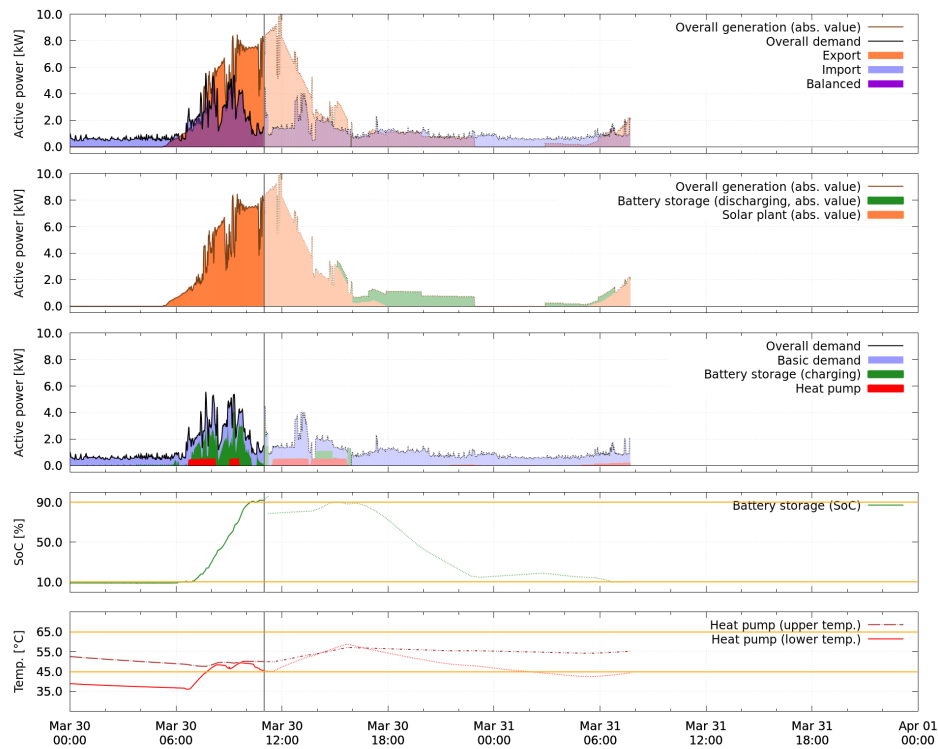 Active power [kW]
10.0
8.0
6.0
4.0
2.0
0.0
Overall generation (abs. value)
Overall demand
Export
Import
Balanced
Active power [kW]
10.0
8.0
6.0
4.0
2.0
0.0
Overall generation (abs. value)
Battery storage (discharging, abs. value)
Solar plant (abs. value)
Active power [kW]
10.0
8.0
6.0
4.0
2.0
0.0
Overall demand
Basic demand
Battery storage (charging)
Heat pump
SoC [%]
90.0
50.0
10.0
Battery storage (SoC)
Temp. [°C]
65.0
55.0
45.0
35.0
Heat pump (upper temp.)
Heat pump (lower temp.)
Mar 30 Mar 30 Mar 30 Mar 30 Mar 31 Mar 31 Mar 31 Mar 31 Apr 01
00:00 06:00 12:00 18:00 00:00 06:00 12:00 18:00 00:00